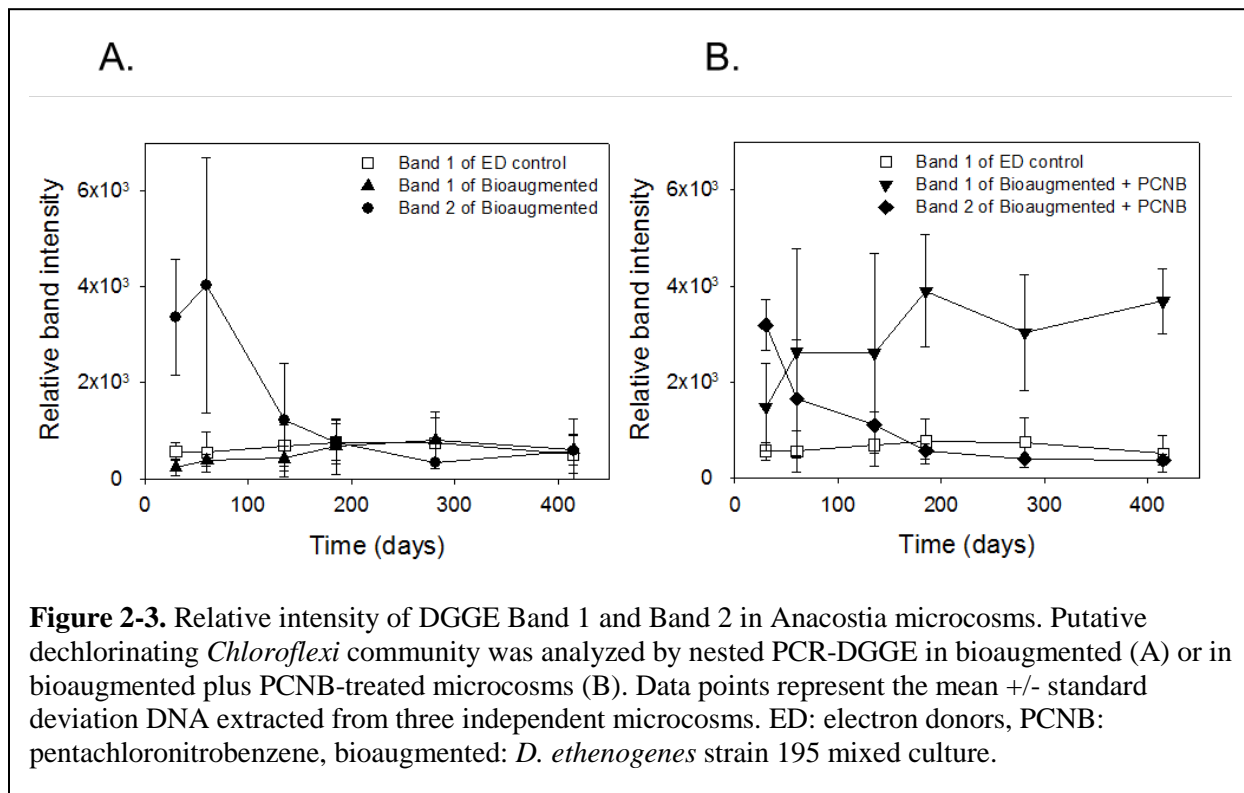 A.
B.
Relative band intensity
6x10³
4x10³
2x10³
0
Band 1 of ED control
Band 1 of Bioaugmented
Band 2 of Bioaugmented
0 100 200 300 400
Time (days)
Relative band intensity
6x10³
4x10³
2x10³
0
Band 1 of ED control
Band 1 of Bioaugmented + PCNB
Band 2 of Bioaugmented + PCNB
0 100 200 300 400
Time (days)
Figure 2-3. Relative intensity of DGGE Band 1 and Band 2 in Anacostia microcosms. Putative
dechlorinating Chloroflexi community was analyzed by nested PCR-DGGE in bioaugmented (A) or in
bioaugmented plus PCNB-treated microcosms (B). Data points represent the mean +/- standard
deviation DNA extracted from three independent microcosms. ED: electron donors, PCNB:
pentachloronitrobenzene, bioaugmented: D. ethenogenes strain 195 mixed culture.